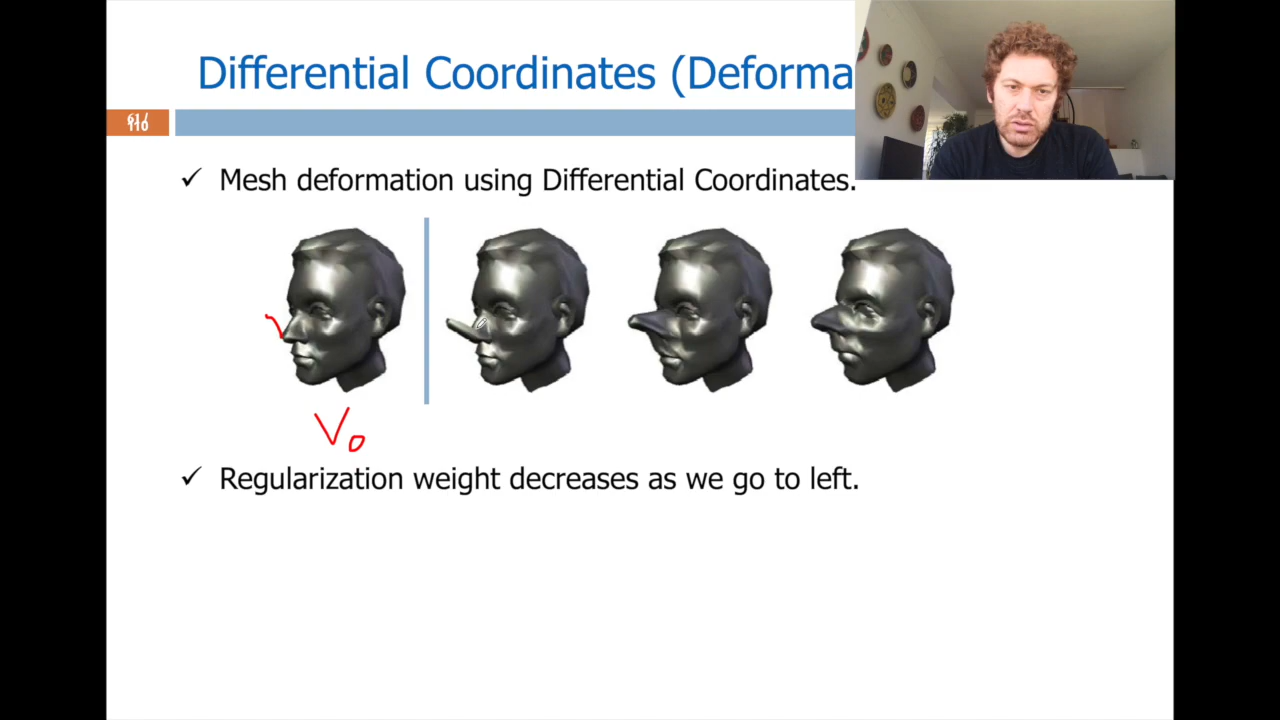 Differential Coordinates (Deforma
✓ Mesh deformation using Differential Coordinates.
V₀
✓ Regularization weight decreases as we go to left.